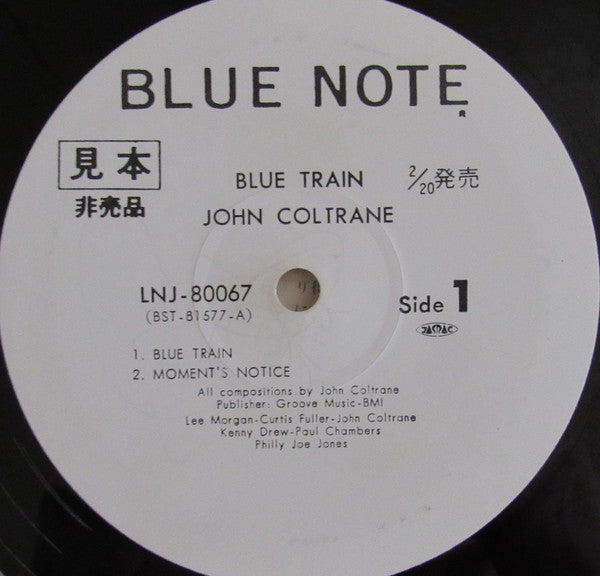 BLUE NOTE
R
見本
非売品
BLUE TRAIN 2/20発売
JOHN COLTRANE
LNJ-80067
(BST-81577-A)
Side 1
JASRAC
1. BLUE TRAIN
2. MOMENT'S NOTICE
All compositions by John Coltrane
Publisher: Groove Music-BMI
Lee Morgan-Curtis Fuller-John Coltrane
Kenny Drew-Paul Chambers
Philly Joe Jones